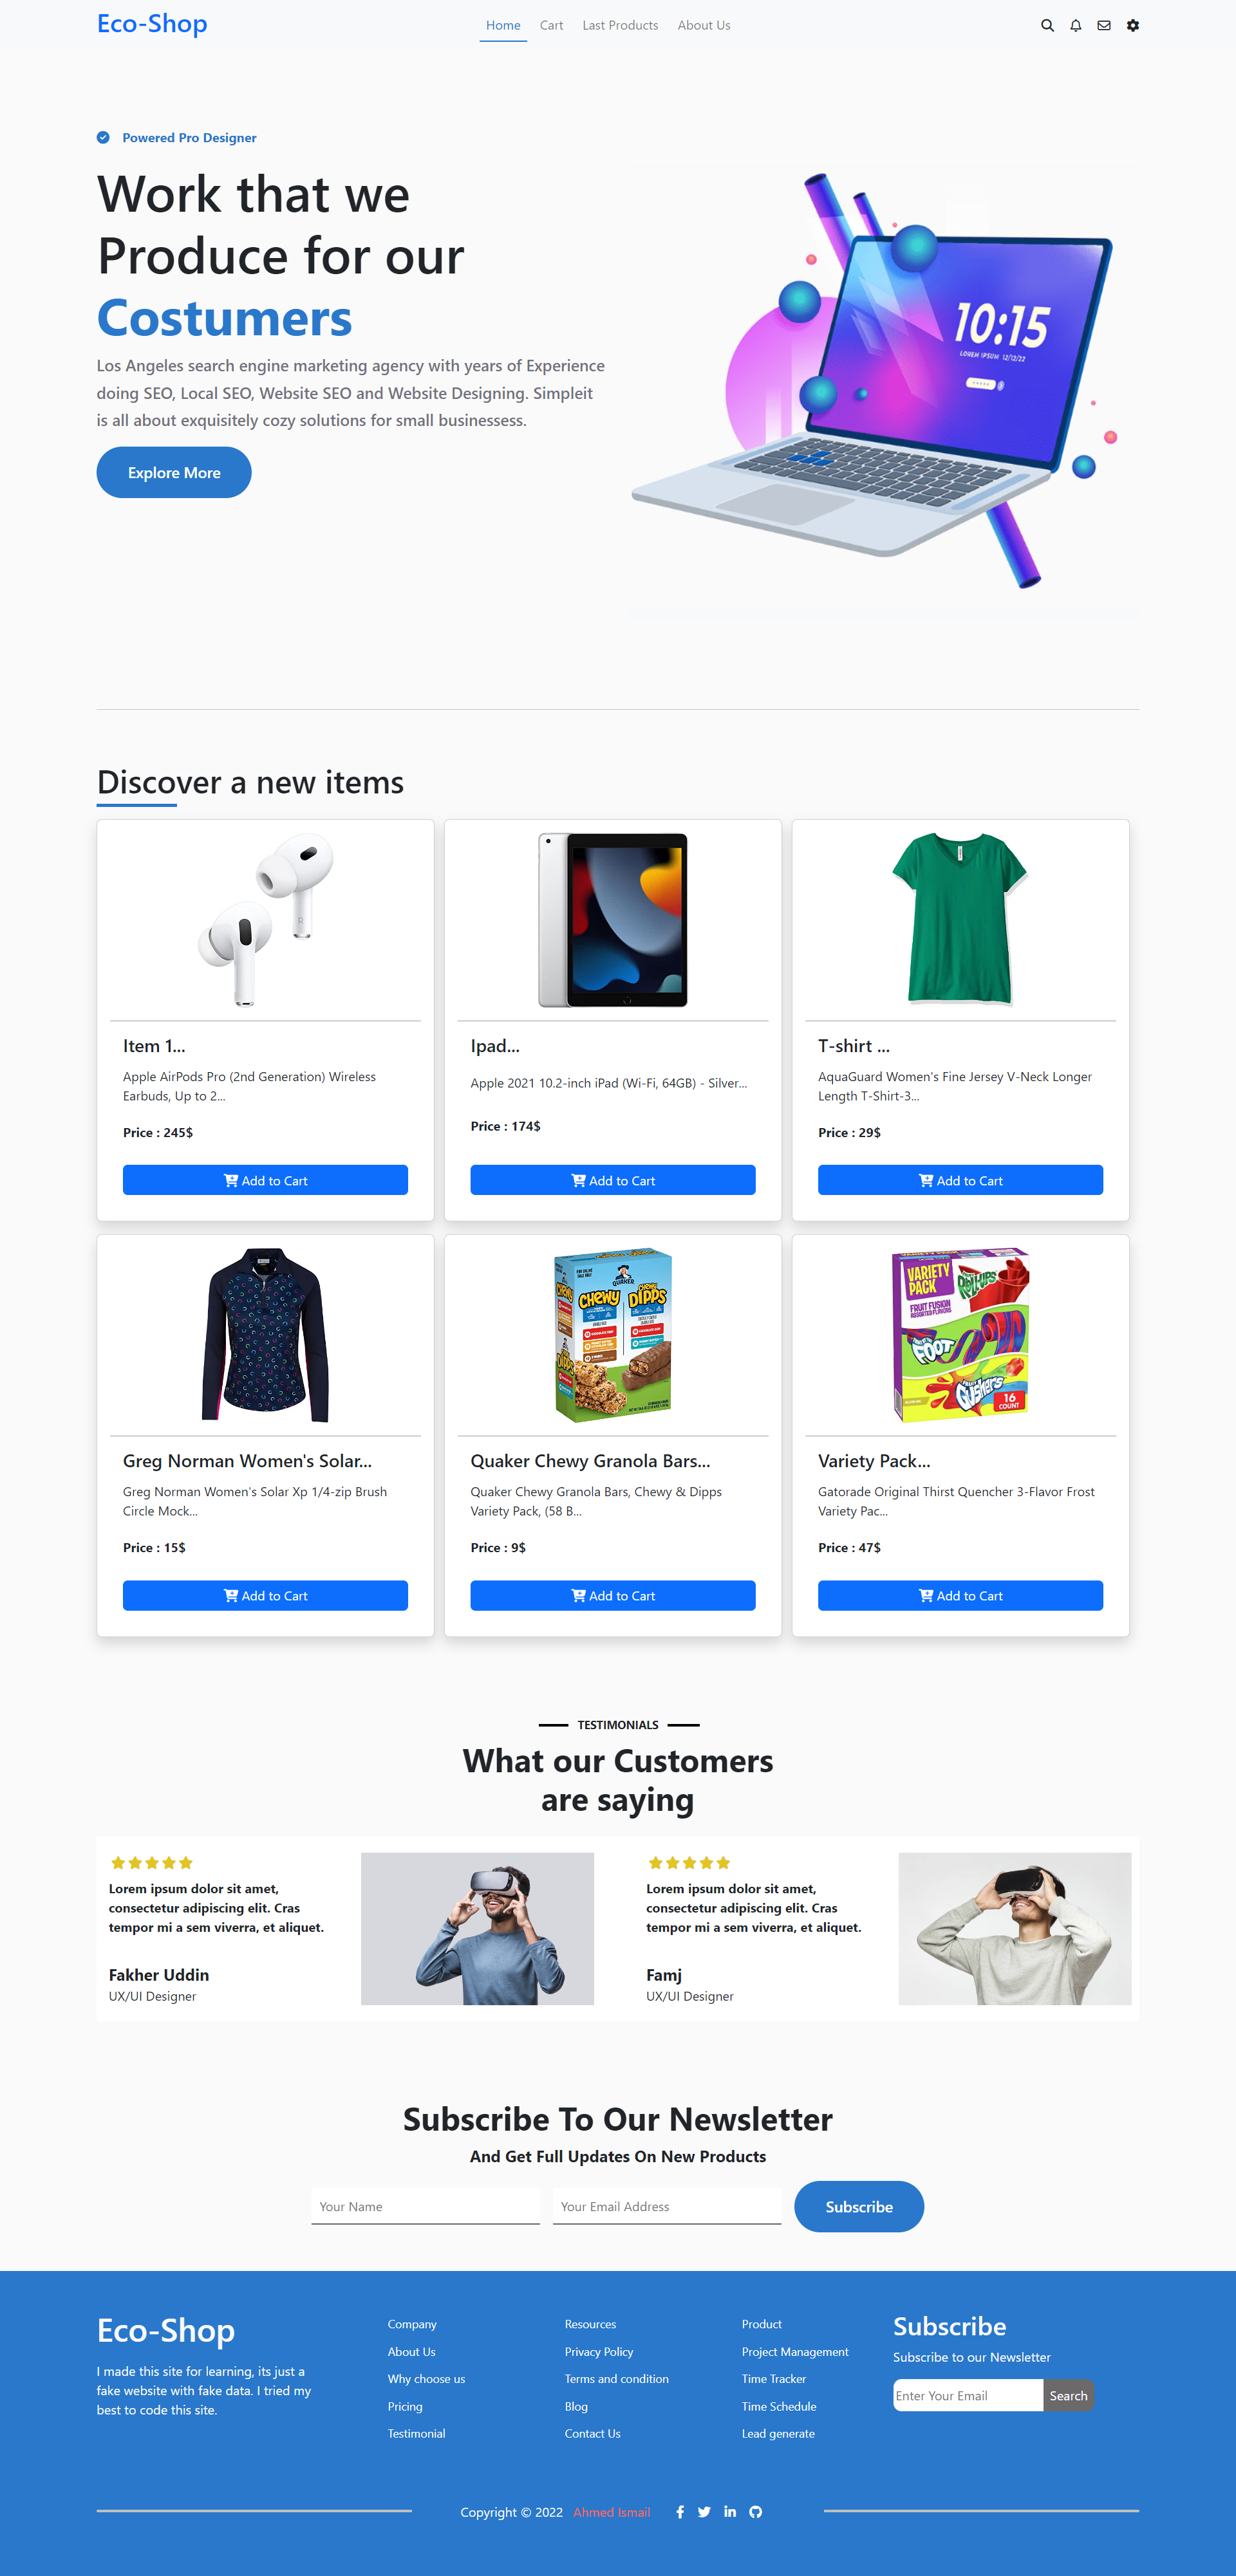 Eco-Shop
Home Cart Last Products About Us
Powered Pro Designer
Work that we
Produce for our
Costumers
Los Angeles search engine marketing agency with years of Experience
doing SEO, Local SEO, Website SEO and Website Designing. Simpleit
is all about exquisitely cozy solutions for small businessess.
Explore More
10:15
LOREM IPSUM 12/12/22
Discover a new items
Item 1...
Apple AirPods Pro (2nd Generation) Wireless
Earbuds, Up to 2...
Price : 245$
Add to Cart
Ipad...
Apple 2021 10.2-inch iPad (Wi-Fi, 64GB) - Silver...
Price : 174$
Add to Cart
T-shirt ...
AquaGuard Women's Fine Jersey V-Neck Longer
Length T-Shirt-3...
Price : 29$
Add to Cart
Greg Norman Women's Solar...
Greg Norman Women's Solar Xp 1/4-zip Brush
Circle Mock...
Price : 15$
Add to Cart
QUAKER
CHEWY
DIPPS
Quaker Chewy Granola Bars...
Quaker Chewy Granola Bars, Chewy & Dipps
Variety Pack, (58 B...
Price : 9$
Add to Cart
VARIETY
PACK
FRUIT FUSION
FOOT
Gushers
16
COUNT
Variety Pack...
Gatorade Original Thirst Quencher 3-Flavor Frost
Variety Pac...
Price : 47$
Add to Cart
TESTIMONIALS
What our Customers
are saying
Lorem ipsum dolor sit amet,
consectetur adipiscing elit. Cras
tempor mi a sem viverra, et aliquet.
Fakher Uddin
UX/UI Designer
Lorem ipsum dolor sit amet,
consectetur adipiscing elit. Cras
tempor mi a sem viverra, et aliquet.
Famj
UX/UI Designer
Subscribe To Our Newsletter
And Get Full Updates On New Products
Your Name
Your Email Address
Subscribe
Eco-Shop
I made this site for learning, its just a
fake website with fake data. I tried my
best to code this site.
Company
About Us
Why choose us
Pricing
Testimonial
Resources
Privacy Policy
Terms and condition
Blog
Contact Us
Product
Project Management
Time Tracker
Time Schedule
Lead generate
Subscribe
Subscribe to our Newsletter
Enter Your Email
Search
Copyright © 2022 Ahmed Ismail